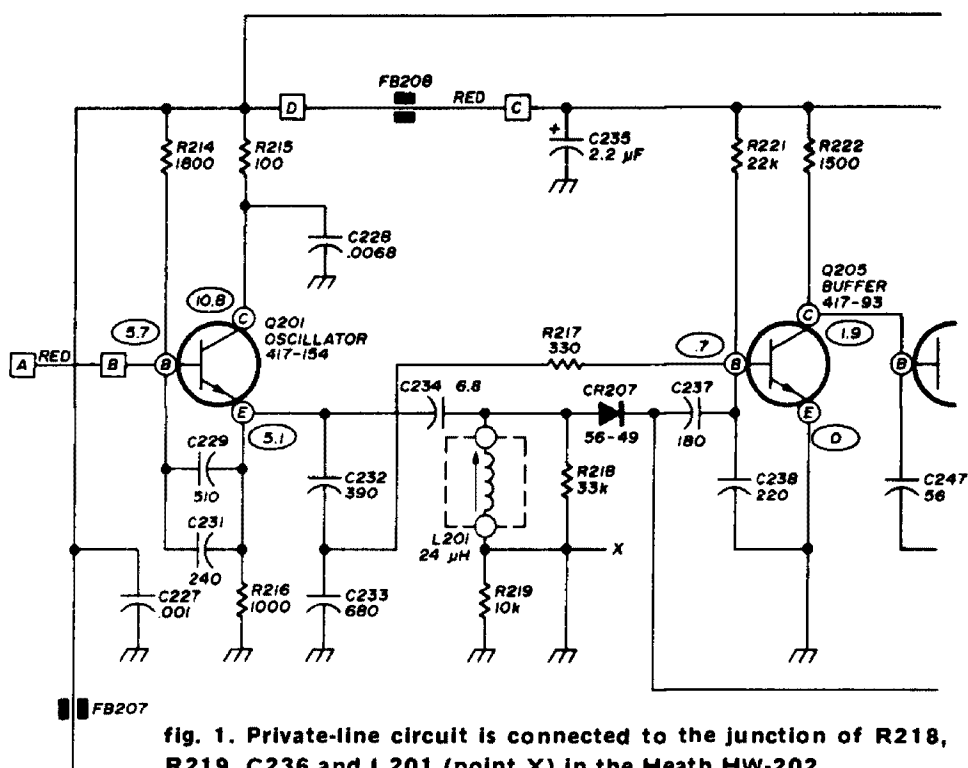 FB208
D
RED
C
R214
1800
R215
100
+
C235
2.2 µF
R221
22k
R222
1500
C228
.0068
Q205
BUFFER
417-93
10.8
C
Q201
OSCILLATOR
417-154
5.7
A
RED
B
B
R217
330
.7
B
C
1.9
B
E
5.1
C234 6.8
CR207
56-49
C237
180
E
0
C229
510
C232
390
R218
33k
C238
220
C247
56
C231
240
L201
24 µH
X
C227
.001
R216
1000
C233
680
R219
10k
FB207
fig. 1. Private-line circuit is connected to the junction of R218,
R219, C236 and L201 (point X) in the Heath HW-202